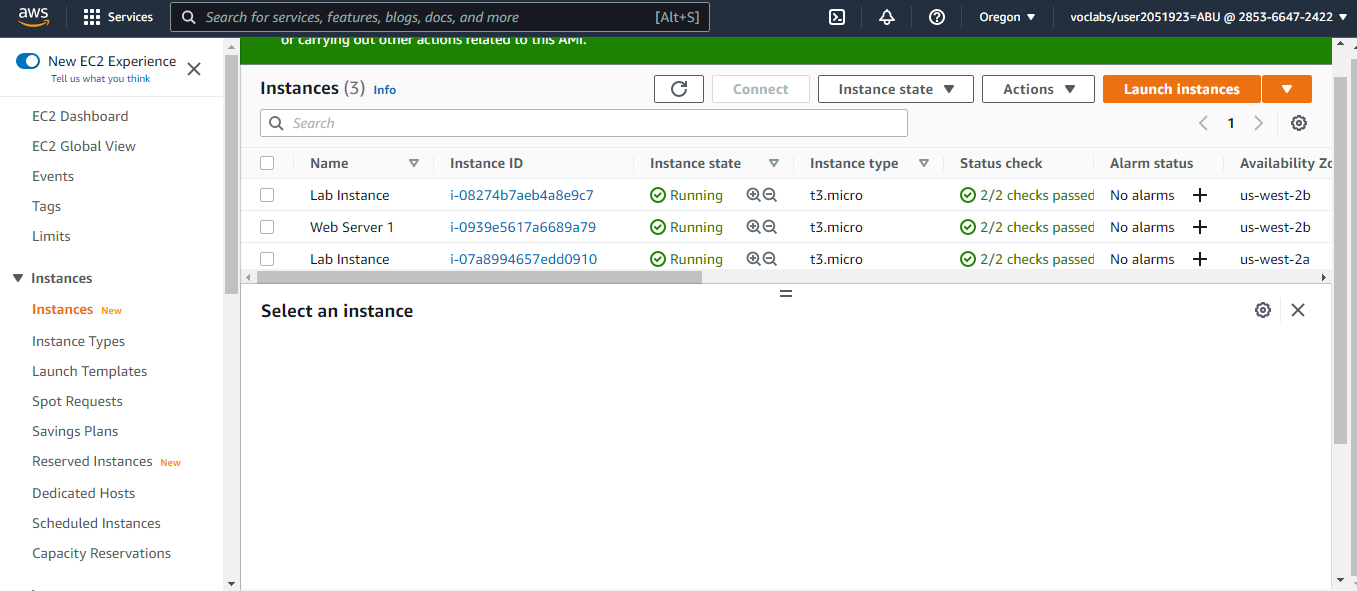 aws Services Search for services, features, blogs, docs, and more [Alt+S] Oregon voclabs/user2051923=ABU @ 2853-6647-2422
New EC2 Experience
Tell us what you think
EC2 Dashboard
EC2 Global View
Events
Tags
Limits
Instances
Instances New
Instance Types
Launch Templates
Spot Requests
Savings Plans
Reserved Instances New
Dedicated Hosts
Scheduled Instances
Capacity Reservations
or carrying out other actions related to this AMI.
Instances (3) Info Connect Instance state Actions Launch instances
Search 1
Name Instance ID Instance state Instance type Status check Alarm status Availability Zo
Lab Instance i-08274b7aeb4a8e9c7 Running t3.micro 2/2 checks passed No alarms us-west-2b
Web Server 1 i-0939e5617a6689a79 Running t3.micro 2/2 checks passed No alarms us-west-2b
Lab Instance i-07a8994657edd0910 Running t3.micro 2/2 checks passed No alarms us-west-2a
Select an instance